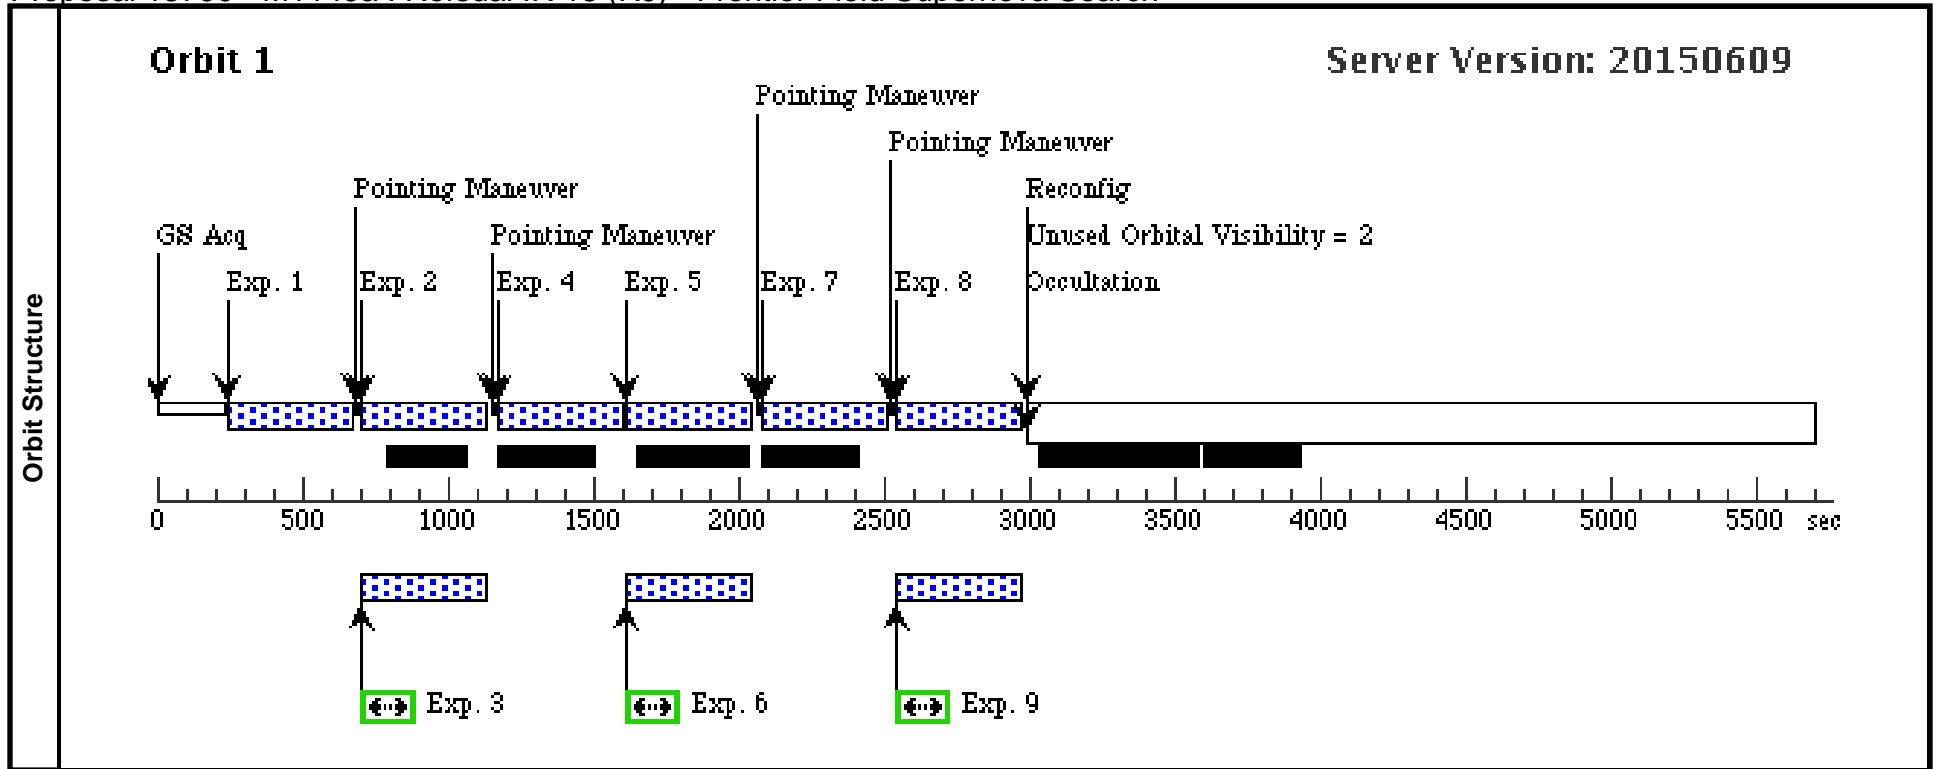 Orbit Structure
Orbit 1
Server Version: 20150609
Pointing Maneuver
Pointing Maneuver
Pointing Maneuver
Reconfig
GS Acq
Pointing Maneuver
Unused Orbital Visibility = 2
Exp. 1
Exp. 2
Exp. 4
Exp. 5
Exp. 7
Exp. 8
Occultation
0 500 1000 1500 2000 2500 3000 3500 4000 4500 5000 5500 sec
Exp. 3
Exp. 6
Exp. 9